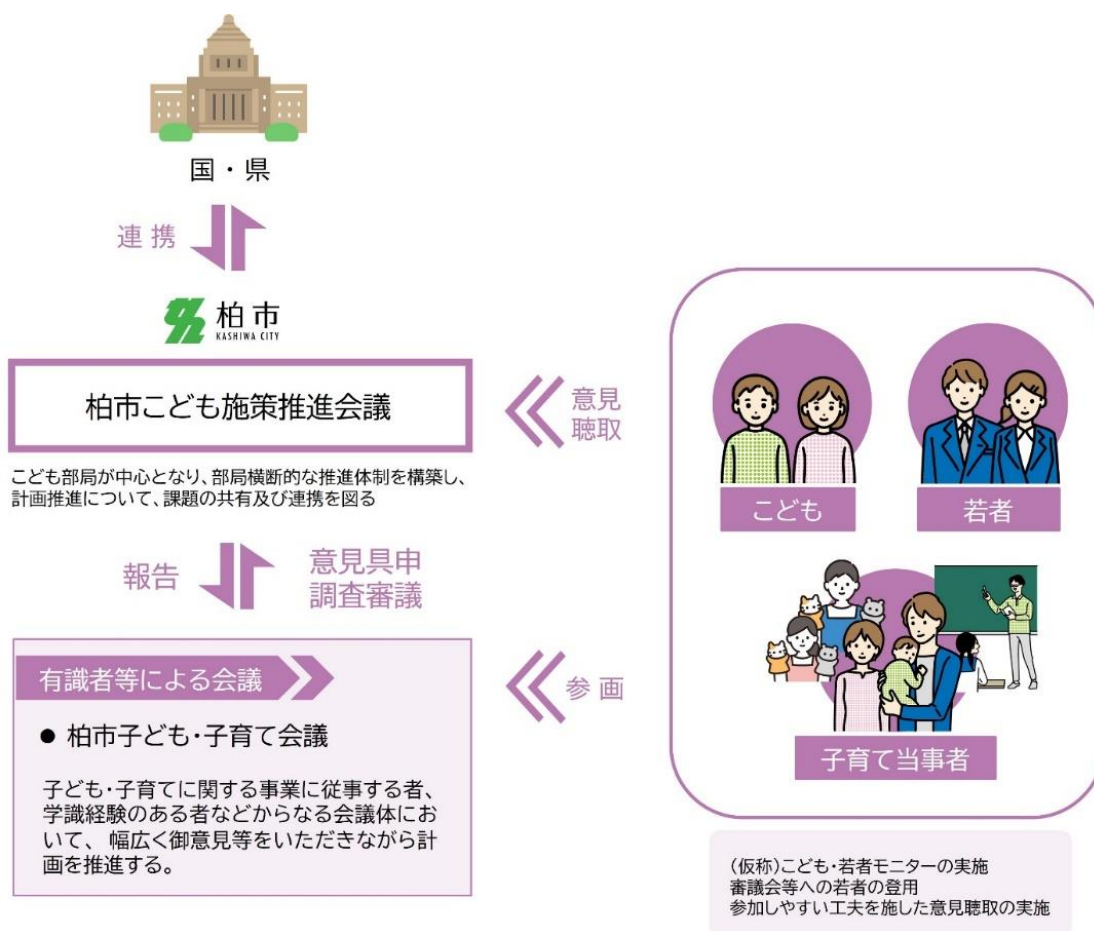 国・県
連携
柏市
KASHIWA CITY
柏市こども施策推進会議
こども部局が中心となり、部局横断的な推進体制を構築し、
計画推進について、課題の共有及び連携を図る
報告
意見具申
調査審議
有識者等による会議
● 柏市子ども・子育て会議
子ども・子育てに関する事業に従事する者、
学識経験のある者などからなる会議体にお
いて、 幅広く御意見等をいただきながら計
画を推進する。
意見
聴取
参画
こども
若者
子育て当事者
(仮称)こども・若者モニターの実施
審議会等への若者の登用
参加しやすい工夫を施した意見聴取の実施